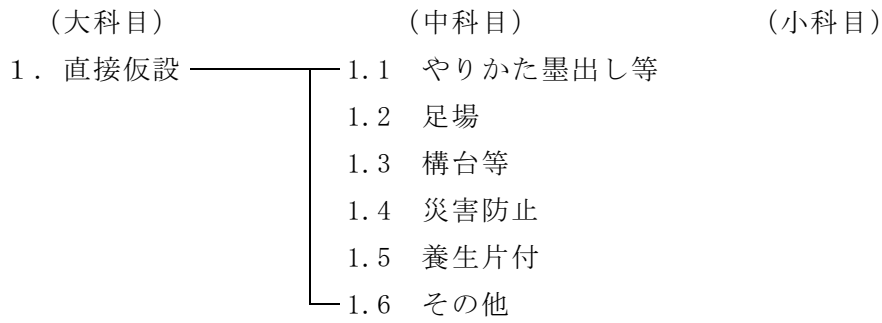 （大科目） （中科目） （小科目）
１．直接仮設 1.1 やりかた墨出し等
1.2 足場
1.3 構台等
1.4 災害防止
1.5 養生片付
1.6 その他